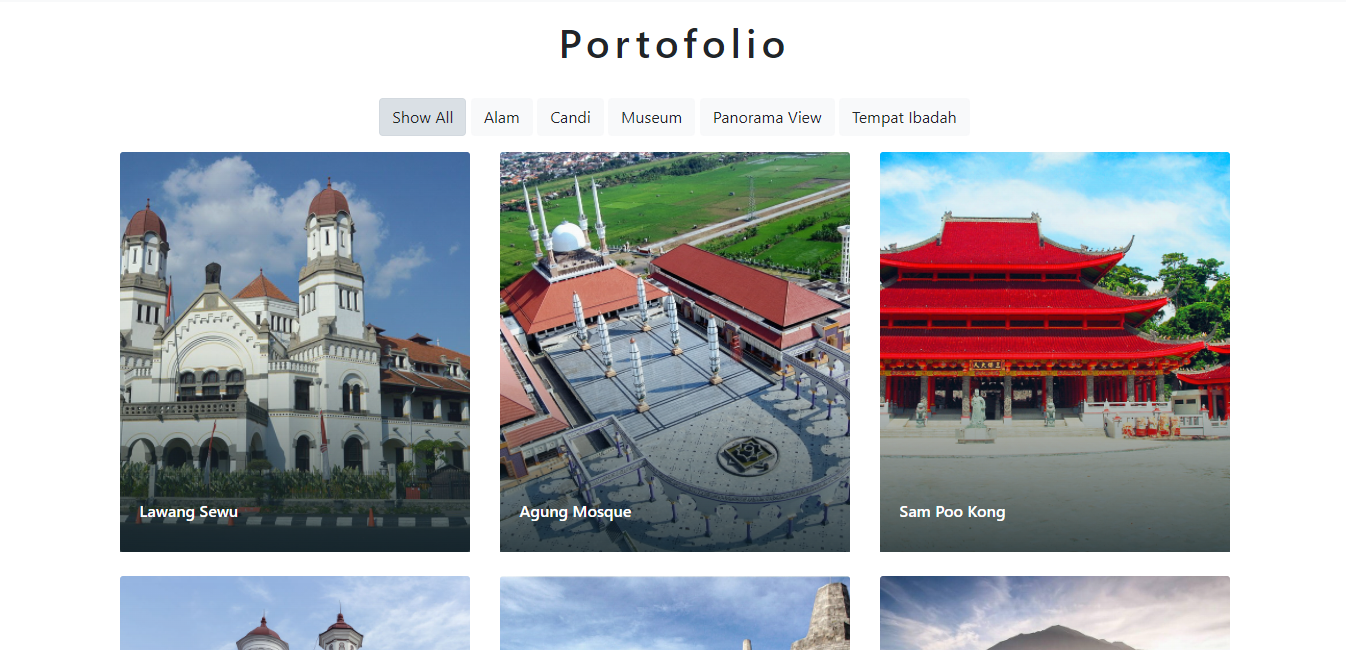 Portofolio
Show All Alam Candi Museum Panorama View Tempat Ibadah
Lawang Sewu Agung Mosque Sam Poo Kong